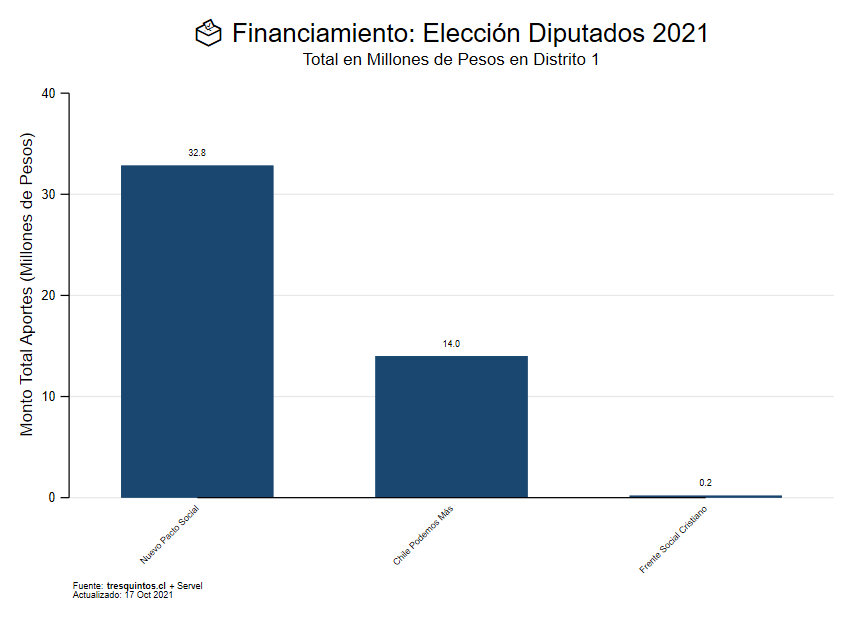 Financiamiento: Elección Diputados 2021
Total en Millones de Pesos en Distrito 1
Monto Total Aportes (Millones de Pesos)
40
30
20
10
0
32.8
14.0
0.2
Nuevo Pacto Social
Chile Podemos Más
Frente Social Cristiano
Fuente: tresquintos.cl + Servel
Actualizado: 17 Oct 2021